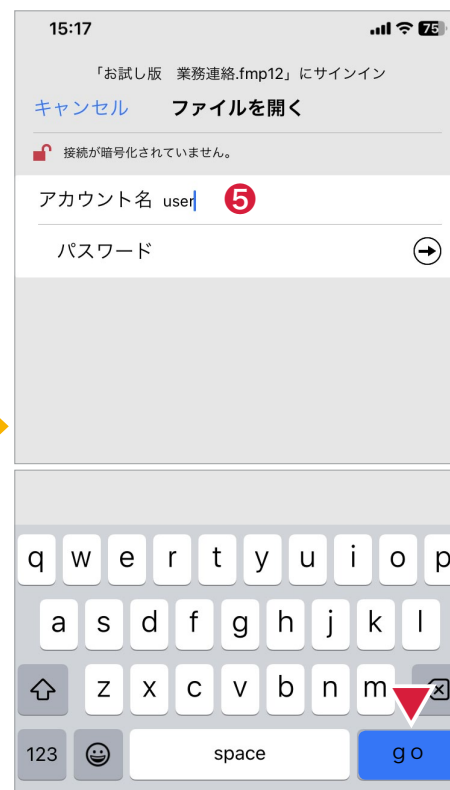 15:17 75
「お試し版　業務連絡.fmp12」にサインイン
キャンセル ファイルを開く
接続が暗号化されていません。
アカウント名 user 5
パスワード
q w e r t y u i o p
a s d f g h j k l
z x c v b n m
123 space go